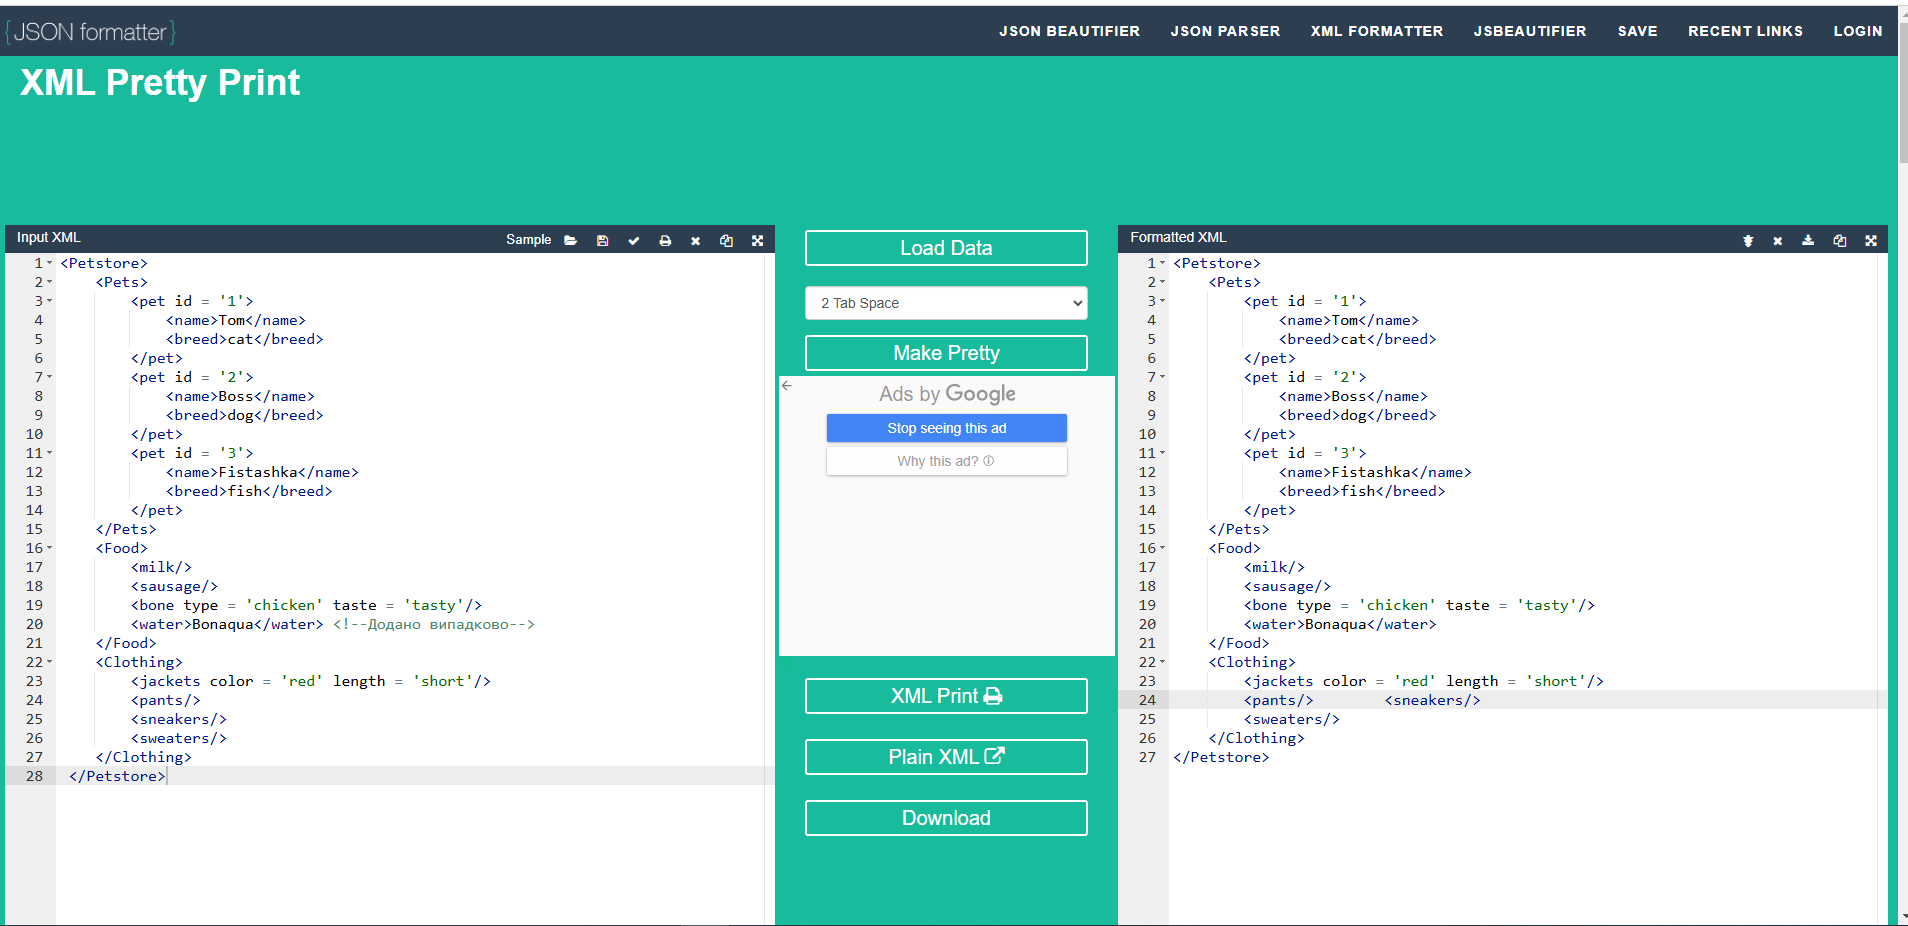 {JSON formatter}
JSON BEAUTIFIER JSON PARSER XML FORMATTER JSBEAUTIFIER SAVE RECENT LINKS LOGIN
XML Pretty Print
Input XML
Sample
1 <Petstore>
2 <Pets>
3 <pet id = '1'>
4 <name>Tom</name>
5 <breed>cat</breed>
6 </pet>
7 <pet id = '2'>
8 <name>Boss</name>
9 <breed>dog</breed>
10 </pet>
11 <pet id = '3'>
12 <name>Fistashka</name>
13 <breed>fish</breed>
14 </pet>
15 </Pets>
16 <Food>
17 <milk/>
18 <sausage/>
19 <bone type = 'chicken' taste = 'tasty'/>
20 <water>Bonaqua</water> <!--Додано випадково-->
21 </Food>
22 <Clothing>
23 <jackets color = 'red' length = 'short'/>
24 <pants/>
25 <sneakers/>
26 <sweaters/>
27 </Clothing>
28 </Petstore>
Load Data
2 Tab Space
Make Pretty
Ads by Google
Stop seeing this ad
Why this ad?
XML Print
Plain XML
Download
Formatted XML
1 <Petstore>
2 <Pets>
3 <pet id = '1'>
4 <name>Tom</name>
5 <breed>cat</breed>
6 </pet>
7 <pet id = '2'>
8 <name>Boss</name>
9 <breed>dog</breed>
10 </pet>
11 <pet id = '3'>
12 <name>Fistashka</name>
13 <breed>fish</breed>
14 </pet>
15 </Pets>
16 <Food>
17 <milk/>
18 <sausage/>
19 <bone type = 'chicken' taste = 'tasty'/>
20 <water>Bonaqua</water>
21 </Food>
22 <Clothing>
23 <jackets color = 'red' length = 'short'/>
24 <pants/> <sneakers/>
25 <sweaters/>
26 </Clothing>
27 </Petstore>